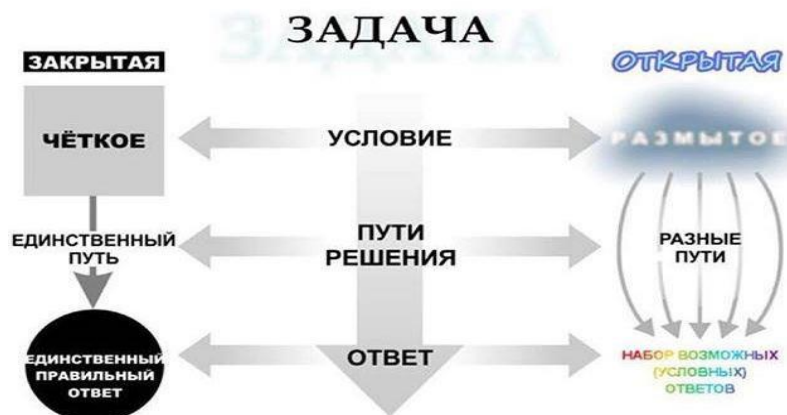 ЗАДАЧА
ЗАКРЫТАЯ
ОТКРЫТАЯ
ЧЁТКОЕ
УСЛОВИЕ
РАЗМЫТОЕ
ЕДИНСТВЕННЫЙ
ПУТЬ
ПУТИ
РЕШЕНИЯ
РАЗНЫЕ
ПУТИ
ЕДИНСТВЕННЫЙ
ПРАВИЛЬНЫЙ
ОТВЕТ
ОТВЕТ
НАБОР ВОЗМОЖНЫХ
(УСЛОВНЫХ)
ОТВЕТОВ